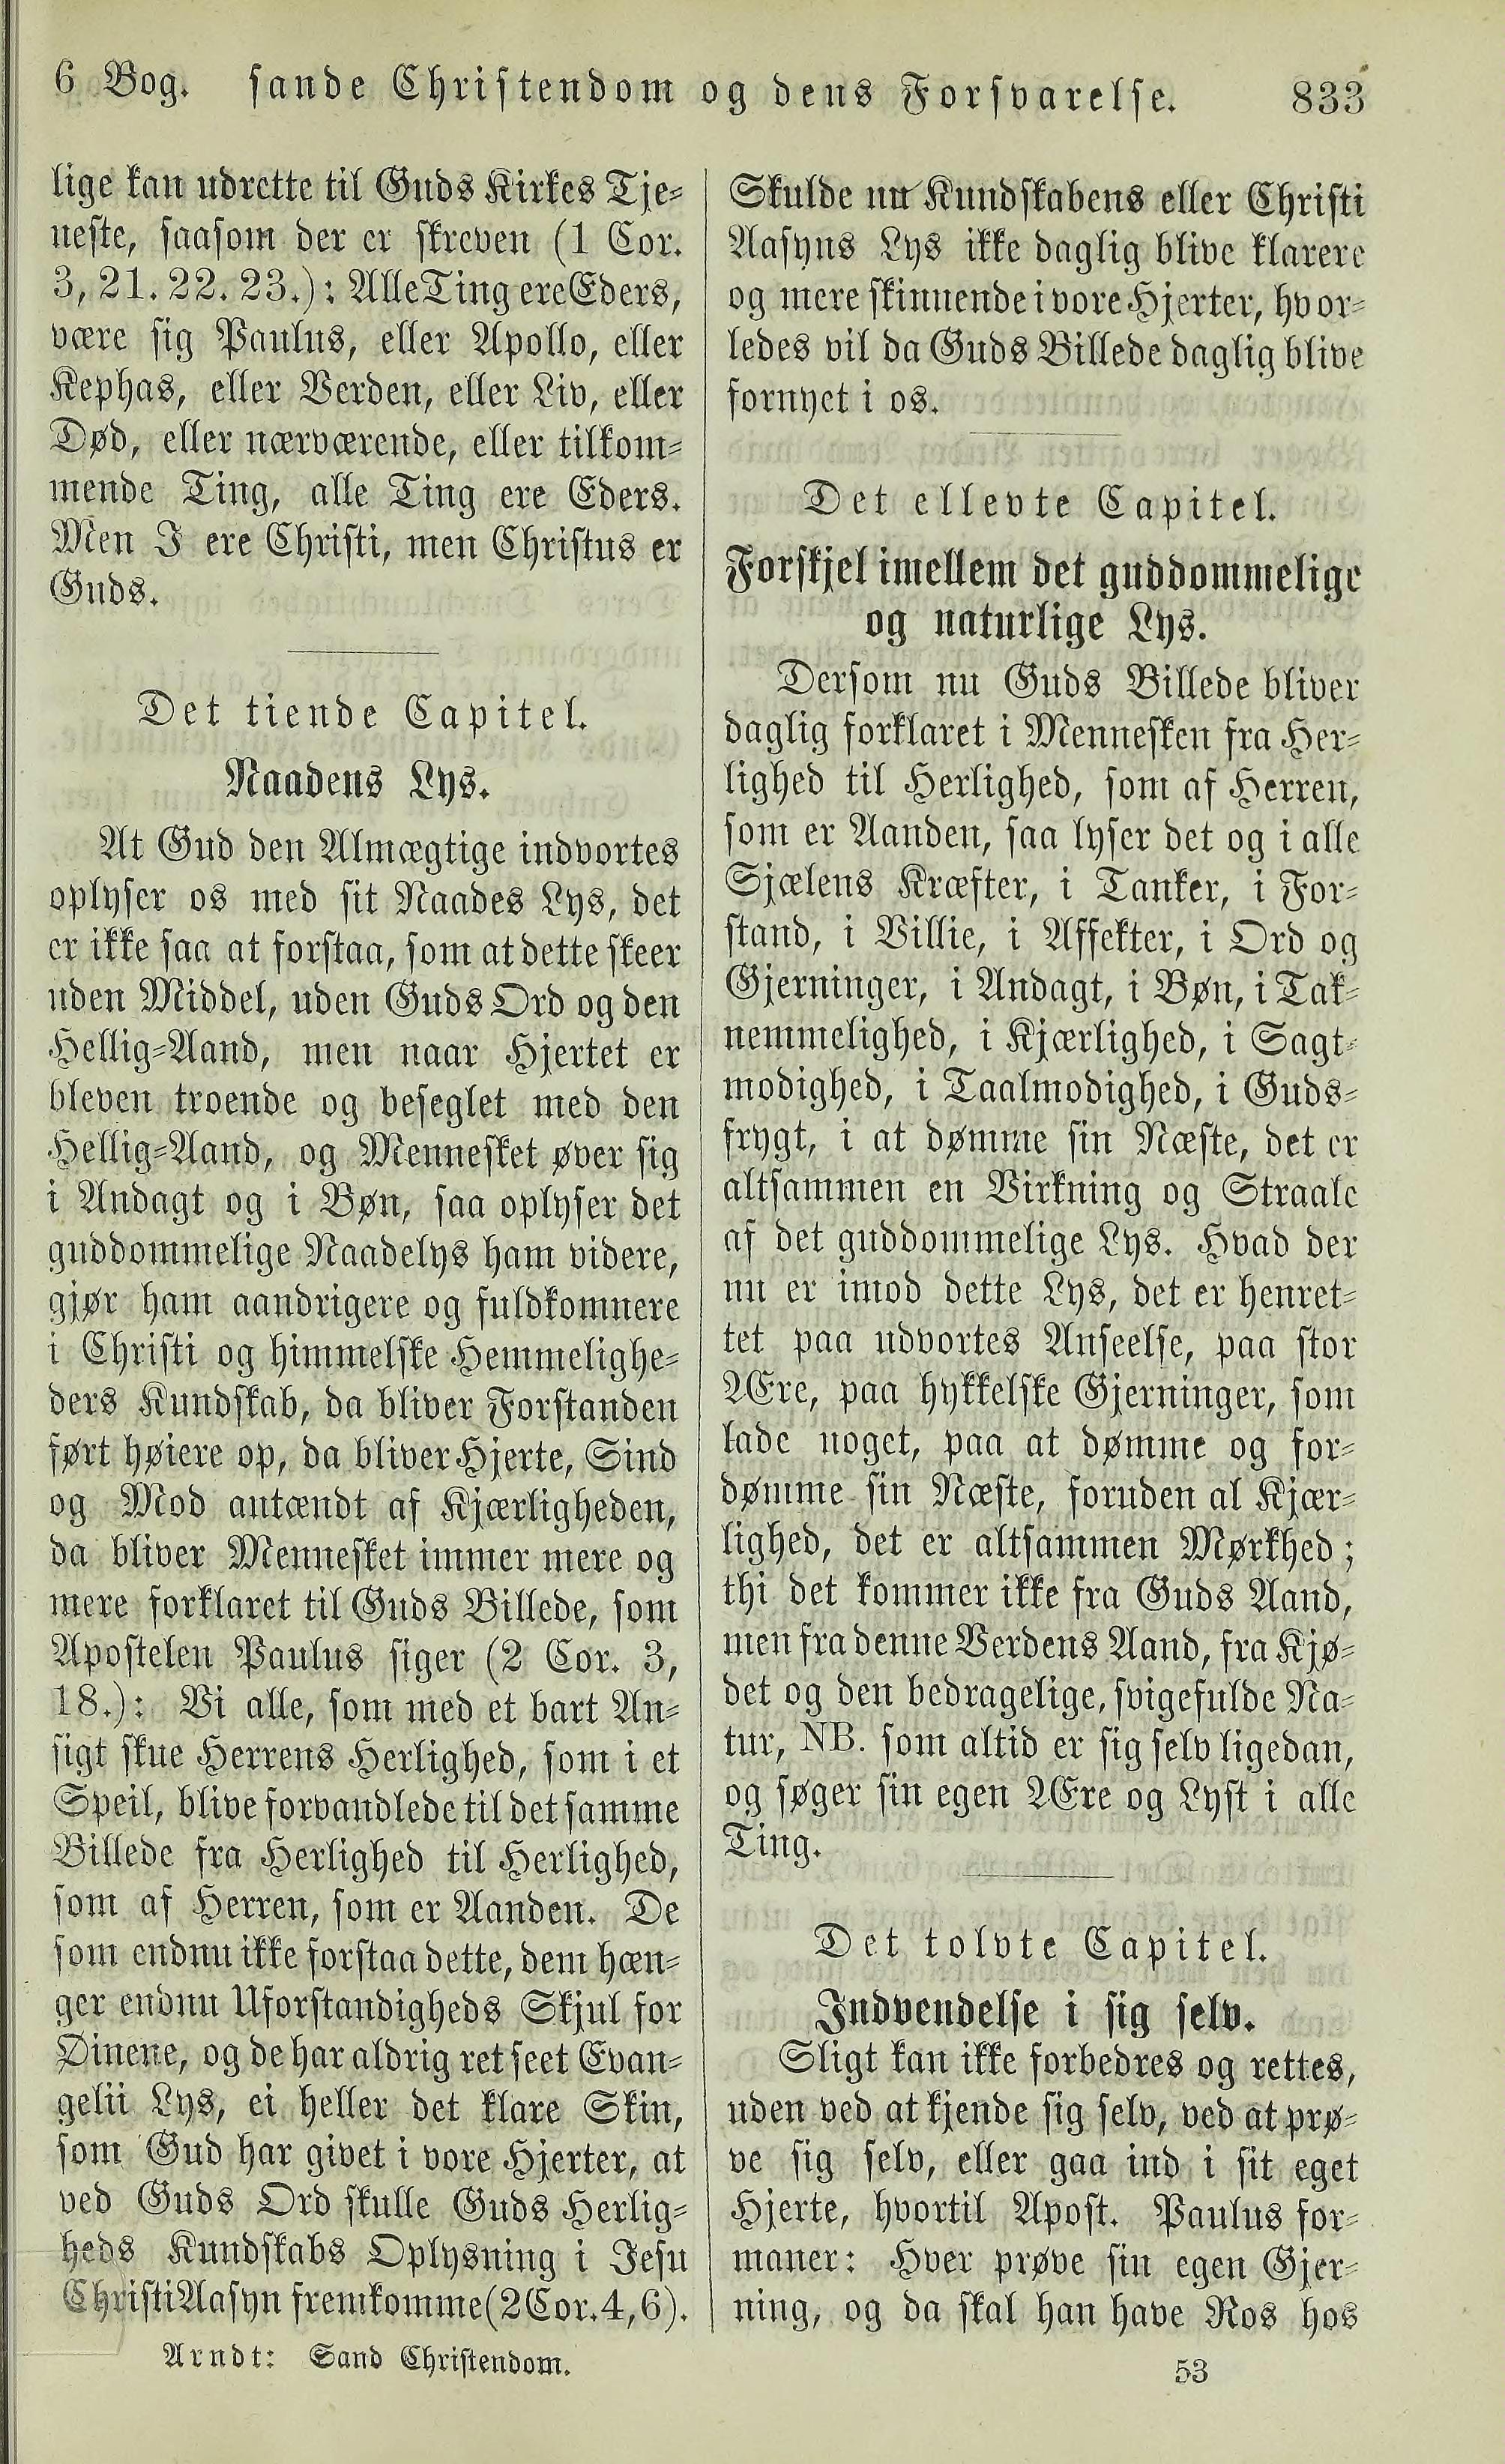 6 Bog. sande Christendom og dens Forsvarelse. 833
lige kan udrette til Guds Kirkes Tje-
neste, saasom der er skreven (1 Cor.
3, 21. 22. 23.): Alle Ting ere Eders,
være sig Paulus, eller Apollo, eller
Kephas, eller Verden, eller Liv, eller
Død, eller nærværende, eller tilkom-
mende Ting, alle Ting ere Eders.
Men I ere Christi, men Christus er
Guds.
Det tiende Capitel.
Naadens Lys.
At Gud den Almægtige indvortes
oplyser os med sit Naades Lys, det
er ikke saa at forstaa, som at dette skeer
uden Middel, uden Guds Ord og den
Hellig-Aand, men naar Hjertet er
bleven troende og beseglet med den
Hellig-Aand, og Mennesket øver sig
i Andagt og i Bøn, saa oplyser det
guddommelige Naadelys ham videre,
gjør ham aandrigere og fuldkomnere
i Christi og himmelske Hemmelighe-
ders Kundskab, da bliver Forstanden
ført høiere op, da bliver Hjerte, Sind
og Mod antændt af Kjærligheden,
da bliver Mennesket immer mere og
mere forklaret til Guds Billede, som
Apostelen Paulus siger (2 Cor. 3,
18.): Vi alle, som med et bart An-
sigt skue Herrens Herlighed, som i et
Speil, blive forvandlede til det samme
Billede fra Herlighed til Herlighed,
som af Herren, som er Aanden. De
som endnu ikke forstaa dette, dem hæn-
ger endnu Uforstandigheds Skjul for
Øinene, og de har aldrig ret seet Evan-
gelii Lys, ei heller det klare Skin,
som Gud har givet i vore Hjerter, at
ved Guds Ord skulle Guds Herlig-
heds Kundskabs Oplysning i Jesu
Christi Aasyn fremkomme (2 Cor. 4, 6).
Arndt: Sand Christendom.
Skulde nu Kundskabens eller Christi
Aasyns Lys ikke daglig blive klarere
og mere skinnende i vore Hjerter, hvor-
ledes vil da Guds Billede daglig blive
fornyet i os.
Det ellevte Capitel.
Forskjel imellem det guddommelige
og naturlige Lys.
Dersom nu Guds Billede bliver
daglig forklaret i Mennesken fra Her-
lighed til Herlighed, som af Herren,
som er Aanden, saa lyser det og i alle
Sjælens Kræfter, i Tanker, i For-
stand, i Villie, i Affekter, i Ord og
Gjerninger, i Andagt, i Bøn, i Tak-
nemmelighed, i Kjærlighed, i Sagt-
modighed, i Taalmodighed, i Guds-
frygt, i at dømme sin Næste, det er
altsammen en Virkning og Straale
af det guddommelige Lys. Hvad der
nu er imod dette Lys, det er henret-
tet paa udvortes Anseelse, paa stor
Ære, paa hykkelske Gjerninger, som
lade noget, paa at dømme og for-
dømme sin Næste, foruden al Kjær-
lighed, det er altsammen Mørkhed;
thi det kommer ikke fra Guds Aand,
men fra denne Verdens Aand, fra Kjø-
det og den bedragelige, svigefulde Na-
tur, NB. som altid er sig selv ligedan,
og søger sin egen Ære og Lyst i alle
Ting.
Det tolvte Capitel.
Indvendelse i sig selv.
Sligt kan ikke forbedres og rettes,
uden ved at kjende sig selv, ved at prø-
ve sig selv, eller gaa ind i sit eget
Hjerte, hvortil Apost. Paulus for-
maner: Hver prøve sin egen Gjer-
ning, og da skal han have Ros hos
53